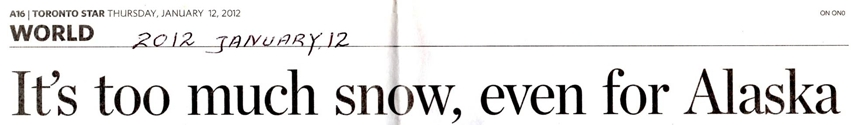 A16 | TORONTO STAR THURSDAY, JANUARY 12, 2012 ON ON0
WORLD 2012 JANUARY, 12
It's too much snow, even for Alaska